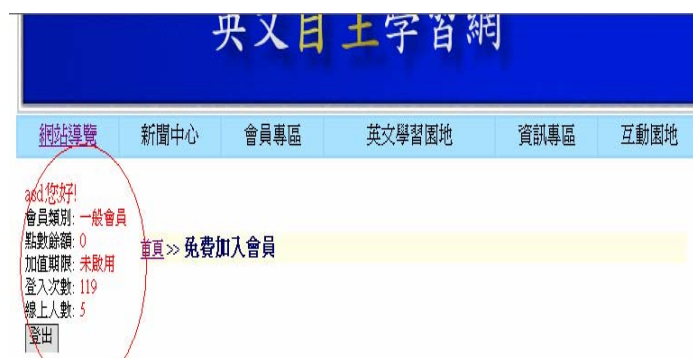 英文自主學習網
網站導覽 新聞中心 會員專區 英文學習園地 資訊專區 互動園地
asd您好!
會員類別: 一般會員
點數餘額: 0
首頁 >> 免費加入會員
加值期限: 未啟用
登入次數: 119
線上人數: 5
登出